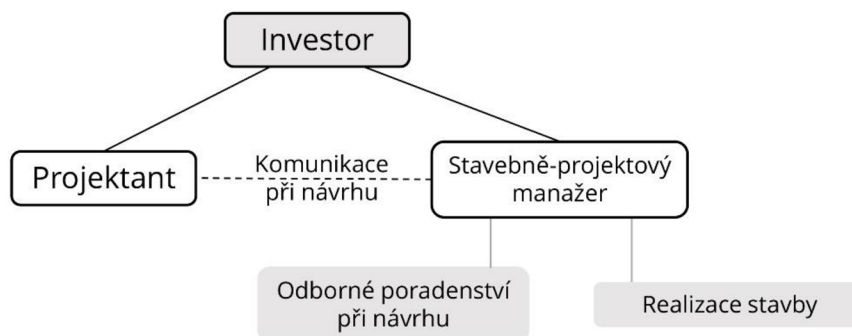 Investor
Projektant
Komunikace
při návrhu
Stavebně-projektový
manažer
Odborné poradenství
při návrhu
Realizace stavby